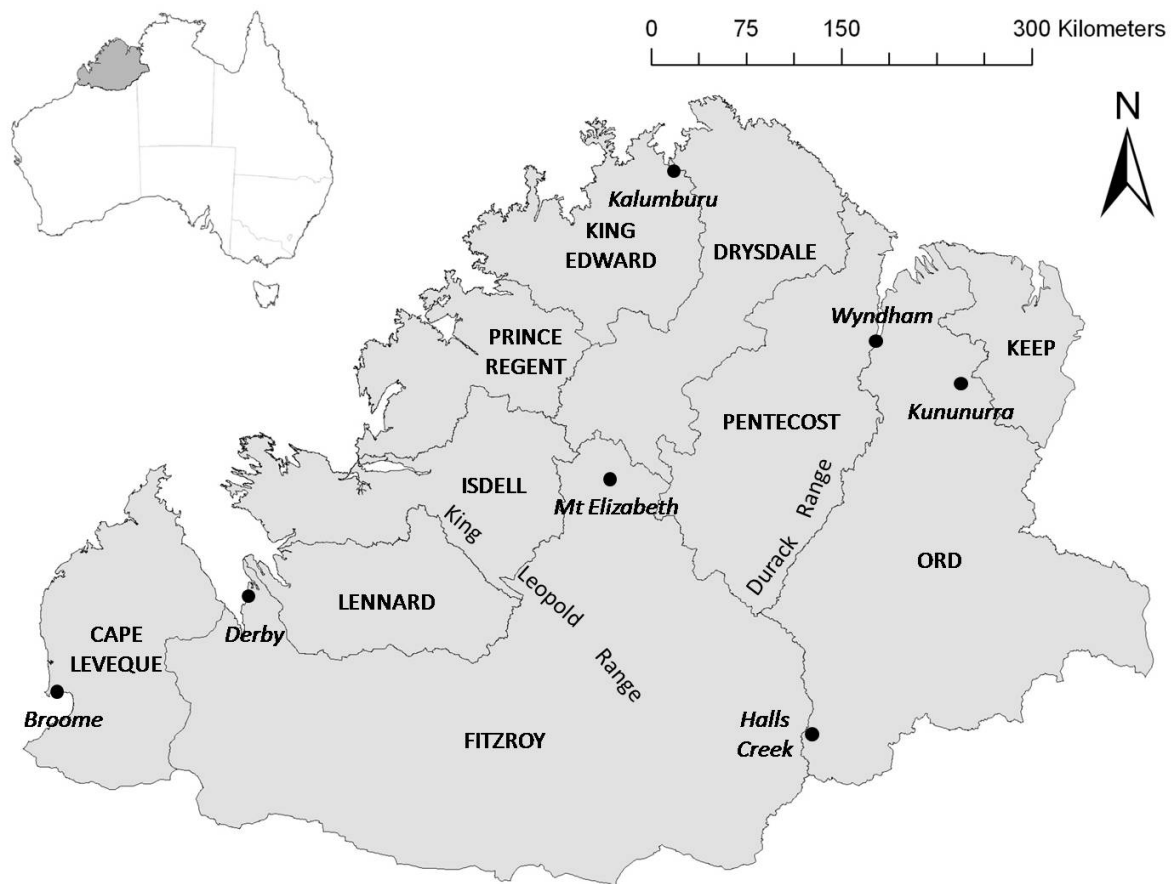 0 75 150 300 Kilometers
N
Kalumburu
KING
EDWARD
DRYSDALE
Wyndham
PRINCE
REGENT
KEEP
Kununurra
PENTECOST
ISDELL
Mt Elizabeth
King
Leopold
Range
Durack Range
ORD
LENNARD
Derby
CAPE
LEVEQUE
Broome
FITZROY
Halls
Creek